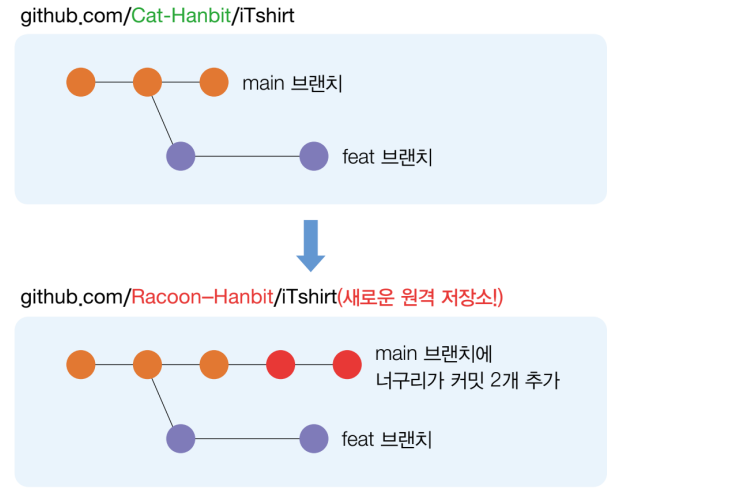 github.com/Cat-Hanbit/iTshirt
main 브랜치
feat 브랜치
github.com/Racoon–Hanbit/iTshirt(새로운 원격 저장소!)
main 브랜치에
너구리가 커밋 2개 추가
feat 브랜치